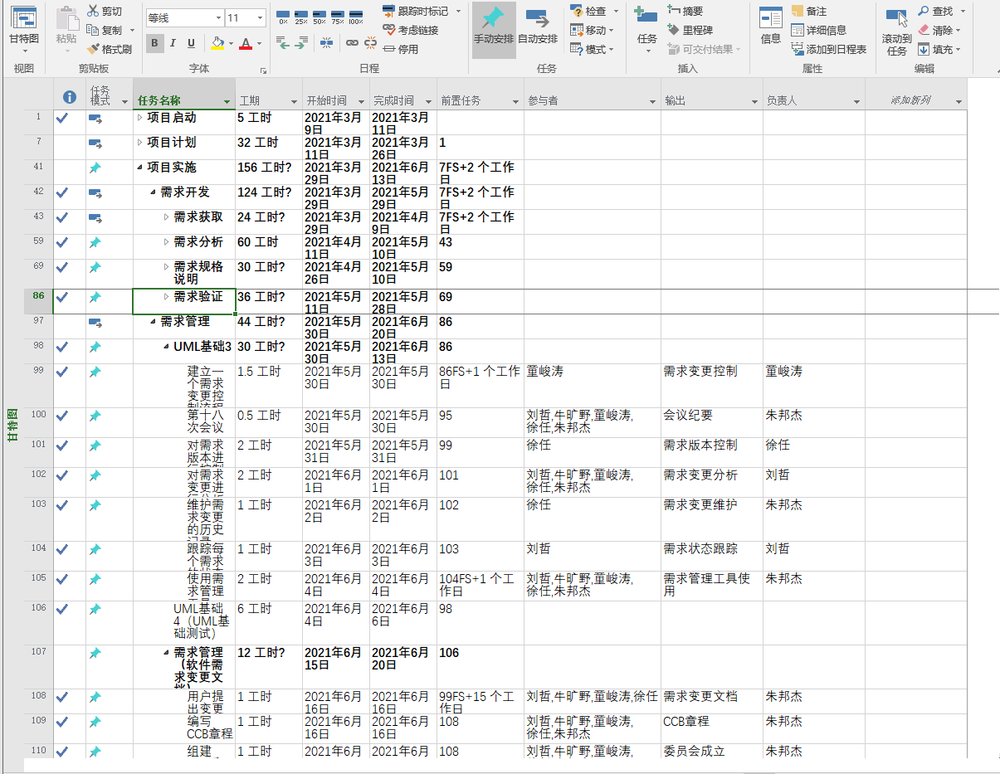 剪切
等线 11
0% 25% 50% 75% 100%
跟踪时标记
检查
摘要
备注
查找
甘特图
粘贴
复制
考虑链接
手动安排
自动安排
移动
任务
里程碑
信息
详细信息
滚动到
任务
清除
格式刷
B I U A
停用
模式
可交付结果
添加到日程表
填充
视图 剪贴板 字体 日程 任务 插入 属性 编辑
任务
模式
任务名称 工期 开始时间 完成时间 前置任务 参与者 输出 负责人 添加新列
1 项目启动 5 工时 2021年3月 2021年3月
9日 11日
7 项目计划 32 工时 2021年3月 2021年3月 1
11日 26日
41 项目实施 156 工时? 2021年3月 2021年6月 7FS+2 个工作
29日 13日 日
42 需求开发 124 工时? 2021年3月 2021年5月 7FS+2 个工作
29日 29日 日
43 需求获取 24 工时? 2021年3月 2021年4月 7FS+2 个工作
29日 9日 日
59 需求分析 60 工时 2021年4月 2021年5月 43
11日 10日
69 需求规格 30 工时? 2021年4月 2021年5月 59
说明 26日 10日
86 需求验证 36 工时? 2021年5月 2021年5月 69
11日 28日
97 需求管理 44 工时? 2021年5月 2021年6月 86
30日 20日
98 UML基础3 30 工时? 2021年5月 2021年6月 86
30日 13日
99 建立一 1.5 工时 2021年5月 2021年5月 86FS+1 个工作 童峻涛 需求变更控制 童峻涛
个需求 30日 30日 日
变更控
制流程
100 第十八 0.5 工时 2021年5月 2021年5月 95 刘哲,牛旷野,童峻涛, 会议纪要 朱邦杰
次会议 30日 30日 徐任,朱邦杰
101 对需求 2 工时 2021年5月 2021年5月 99 徐任 需求版本控制 徐任
版本进 31日 31日
行控制
102 对需求 2 工时 2021年6月 2021年6月 101 刘哲,牛旷野,童峻涛, 需求变更分析 刘哲
变更进 1日 1日 徐任,朱邦杰
行分析
103 维护需 1 工时 2021年6月 2021年6月 102 徐任 需求变更维护 朱邦杰
求变更 2日 2日
的历史
记录
104 跟踪每 1 工时 2021年6月 2021年6月 103 刘哲 需求状态跟踪 刘哲
个需求 3日 3日
的状态
105 使用需 2 工时 2021年6月 2021年6月 104FS+1 个工 刘哲,牛旷野,童峻涛, 需求管理工具使 朱邦杰
求管理 4日 4日 作日 徐任,朱邦杰 用
工具
106 UML基础 6 工时 2021年6月 2021年6月 98
4（UML基 4日 6日
础测试）
107 需求管理 12 工时? 2021年6月 2021年6月 106
（软件需 15日 20日
求变更文
档）
108 用户提 1 工时 2021年6月 2021年6月 99FS+15 个工 刘哲,牛旷野,童峻涛,徐任 需求变更文档 朱邦杰
出变更 16日 16日 作日
109 编写 1 工时 2021年6月 2021年6月 108 刘哲,牛旷野,童峻涛, CCB章程 朱邦杰
CCB章程 16日 16日 徐任,朱邦杰
110 组建 1 工时 2021年6月 2021年6月 108 刘哲,牛旷野,童峻涛, 委员会成立 朱邦杰
甘特图